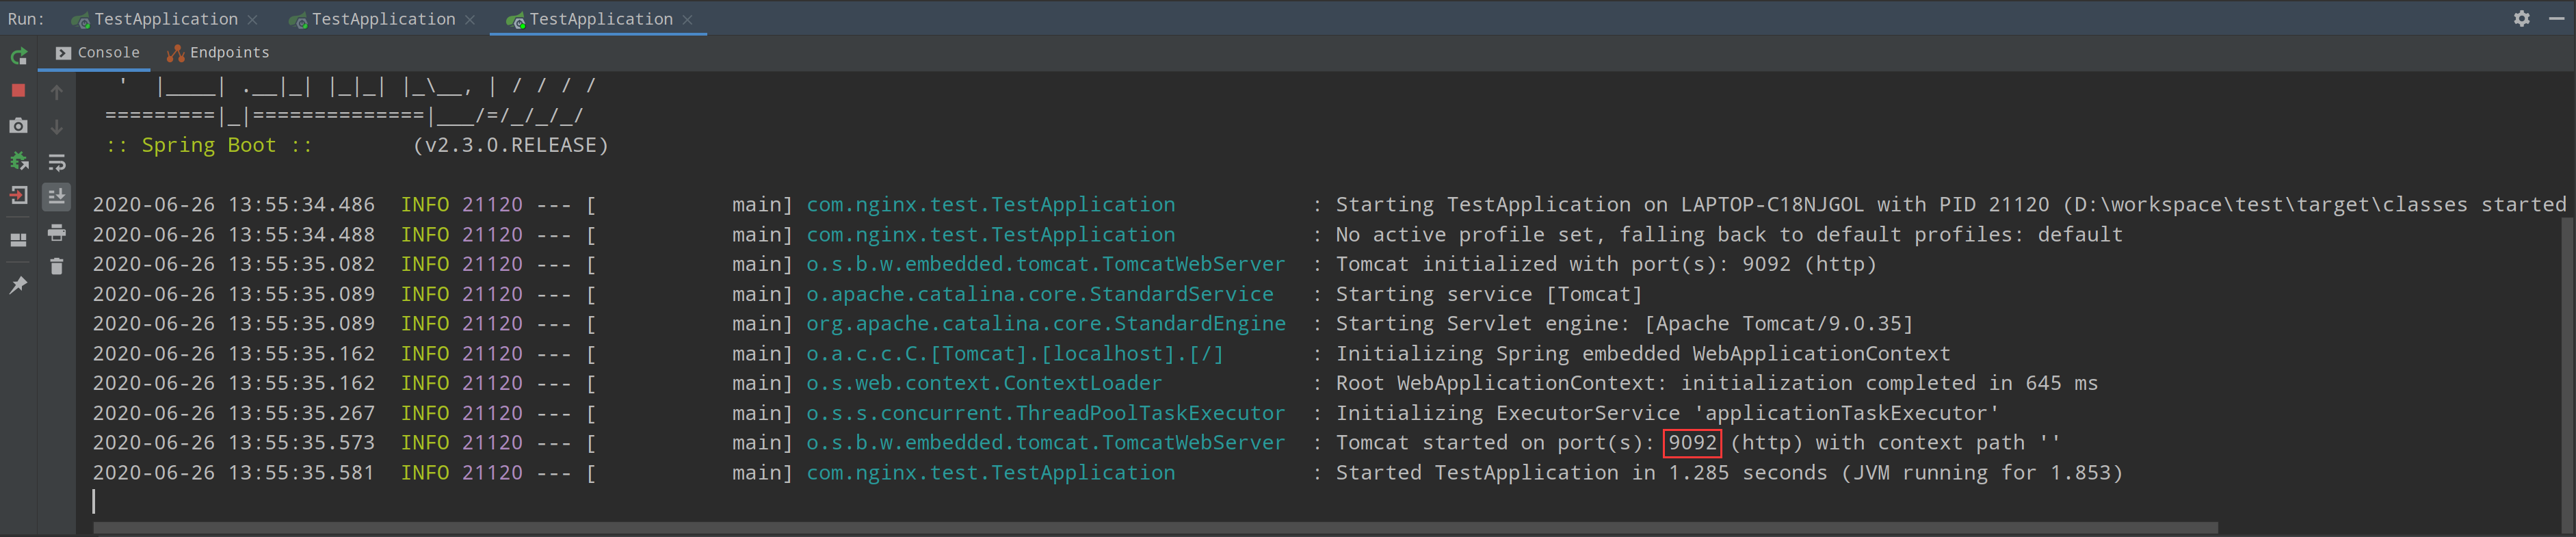 Run: TestApplication × TestApplication × TestApplication ×
Console Endpoints
'  |____| .__|_| |_|_| |_\__, | / / / /
=========|_|==============|___/=/_/_/_/
:: Spring Boot ::        (v2.3.0.RELEASE)
2020-06-26 13:55:34.486  INFO 21120 --- [           main] com.nginx.test.TestApplication           : Starting TestApplication on LAPTOP-C18NJGOL with PID 21120 (D:\workspace\test\target\classes started
2020-06-26 13:55:34.488  INFO 21120 --- [           main] com.nginx.test.TestApplication           : No active profile set, falling back to default profiles: default
2020-06-26 13:55:35.082  INFO 21120 --- [           main] o.s.b.w.embedded.tomcat.TomcatWebServer  : Tomcat initialized with port(s): 9092 (http)
2020-06-26 13:55:35.089  INFO 21120 --- [           main] o.apache.catalina.core.StandardService   : Starting service [Tomcat]
2020-06-26 13:55:35.089  INFO 21120 --- [           main] org.apache.catalina.core.StandardEngine  : Starting Servlet engine: [Apache Tomcat/9.0.35]
2020-06-26 13:55:35.162  INFO 21120 --- [           main] o.a.c.c.C.[Tomcat].[localhost].[/]       : Initializing Spring embedded WebApplicationContext
2020-06-26 13:55:35.162  INFO 21120 --- [           main] o.s.web.context.ContextLoader            : Root WebApplicationContext: initialization completed in 645 ms
2020-06-26 13:55:35.267  INFO 21120 --- [           main] o.s.s.concurrent.ThreadPoolTaskExecutor  : Initializing ExecutorService 'applicationTaskExecutor'
2020-06-26 13:55:35.573  INFO 21120 --- [           main] o.s.b.w.embedded.tomcat.TomcatWebServer  : Tomcat started on port(s): 9092 (http) with context path ''
2020-06-26 13:55:35.581  INFO 21120 --- [           main] com.nginx.test.TestApplication           : Started TestApplication in 1.285 seconds (JVM running for 1.853)